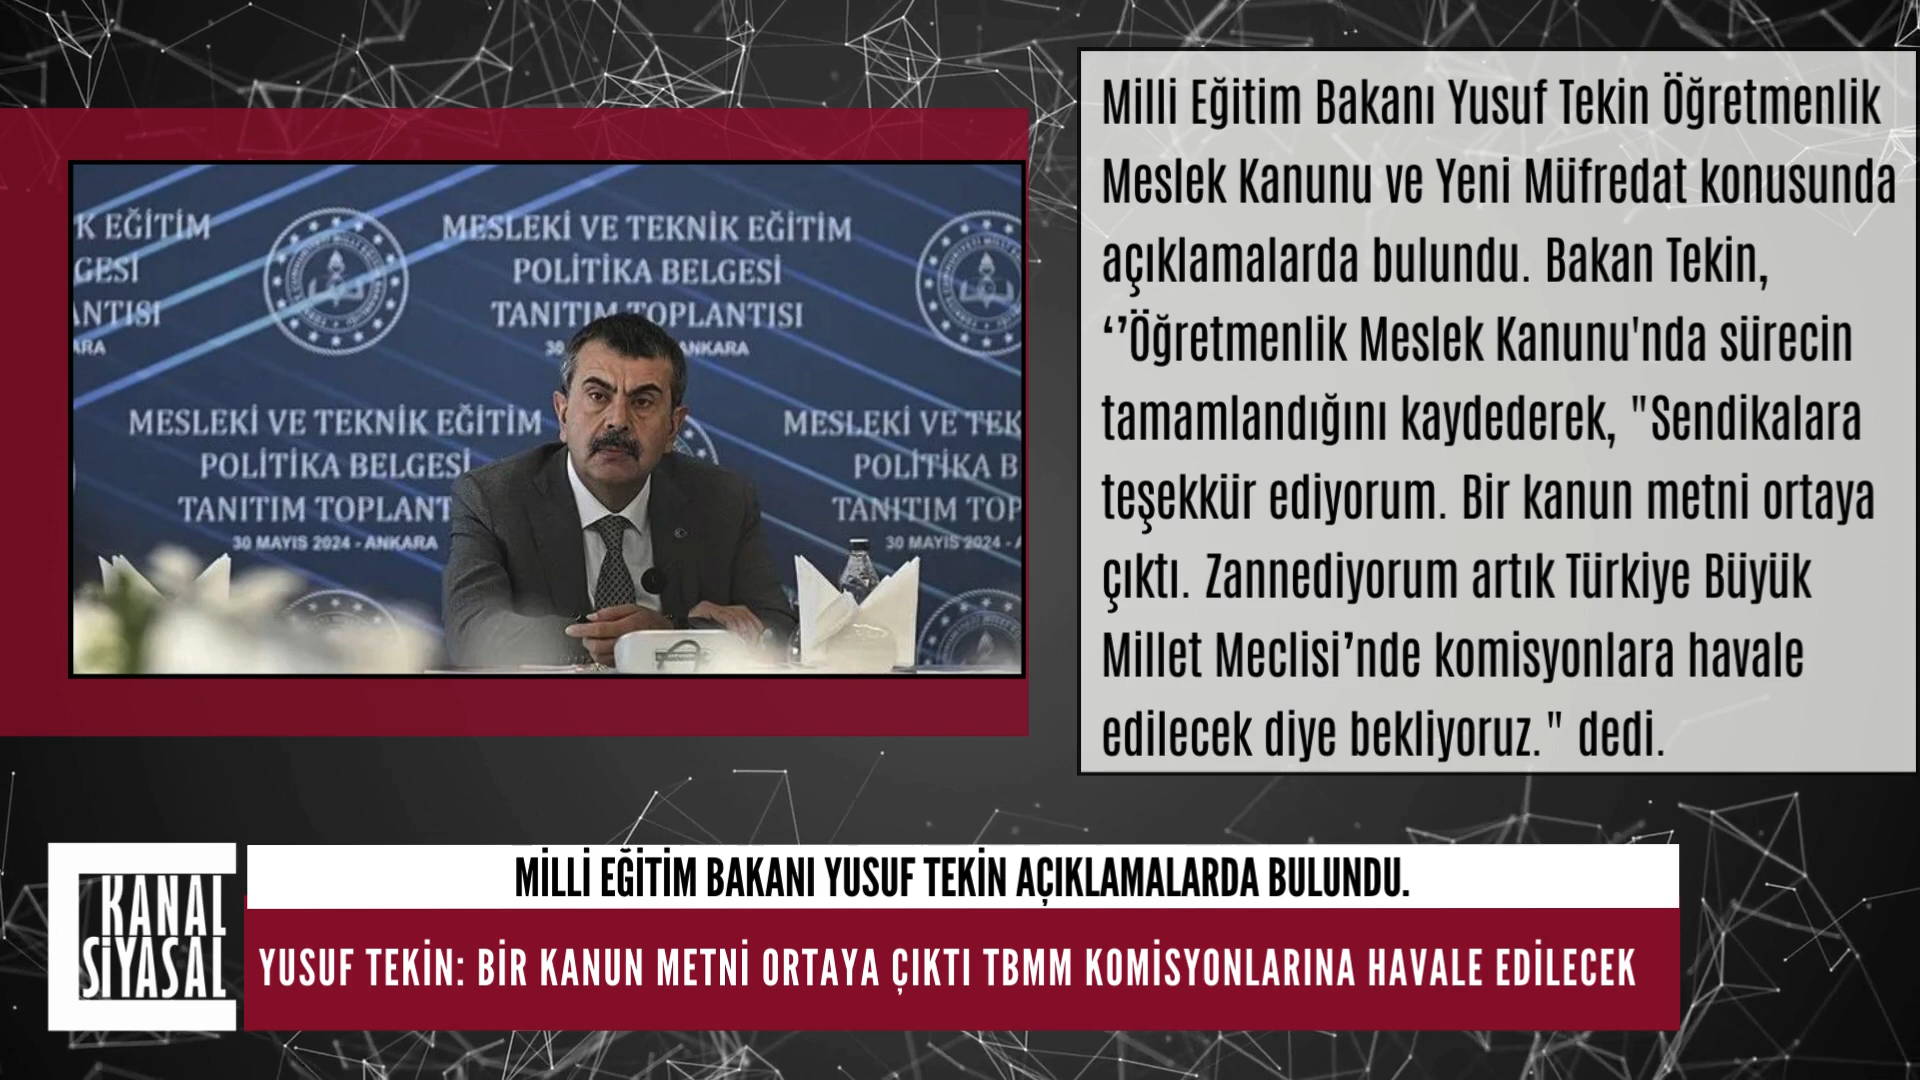 K EĞİTİM
GESİ
ANTISI
ARA
MESLEKİ VE TEKNİK EĞİTİM
POLİTİKA BELGESİ
TANITIM TOPLANTISI
30
ANKARA
MESLEKİ VE TEKNİK EĞİTİM
POLİTİKA BELGESİ
TANITIM TOPLANT
30 MAYIS 2024 - ANKARA
MESLEKİ VE TEK
POLİTİKA B
TANITIM TOP
30 MAYIS 2024 - A
Milli Eğitim Bakanı Yusuf Tekin Öğretmenlik
Meslek Kanunu ve Yeni Müfredat konusunda
açıklamalarda bulundu. Bakan Tekin,
‘’Öğretmenlik Meslek Kanunu'nda sürecin
tamamlandığını kaydederek, "Sendikalara
teşekkür ediyorum. Bir kanun metni ortaya
çıktı. Zannediyorum artık Türkiye Büyük
Millet Meclisi’nde komisyonlara havale
edilecek diye bekliyoruz." dedi.
MİLLİ EĞİTİM BAKANI YUSUF TEKİN AÇIKLAMALARDA BULUNDU.
KANAL
SİYASAL
YUSUF TEKİN: BİR KANUN METNİ ORTAYA ÇIKTI TBMM KOMİSYONLARINA HAVALE EDİLECEK